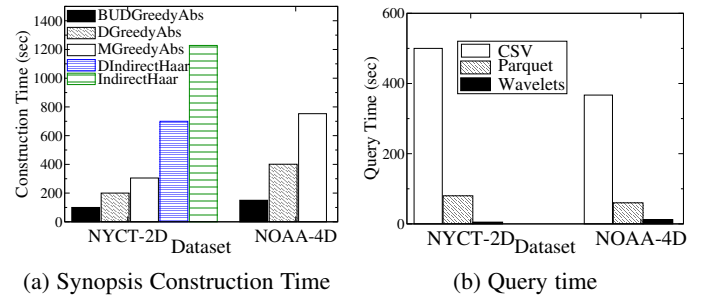 1400
1200
1000
800
600
400
200
0
Construction Time (sec)
BUDGreedyAbs
DGreedyAbs
MGreedyAbs
DIndirectHaar
IndirectHaar
NYCT-2D
NOAA-4D
Dataset
(a) Synopsis Construction Time
600
400
200
0
Query Time (sec)
CSV
Parquet
Wavelets
NYCT-2D
NOAA-4D
Dataset
(b) Query time